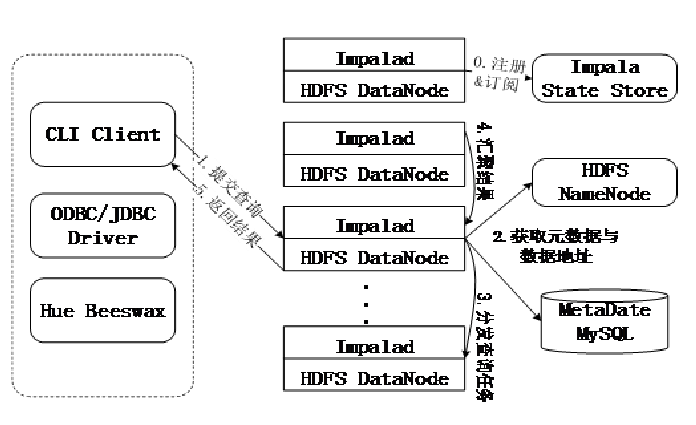 Impalad
HDFS DataNode
0.注册
&订阅
Impala
State Store
CLI Client
Impalad
HDFS DataNode
4.汇聚结果
HDFS
NameNode
1.提交查询
5.返回结果
ODBC/JDBC
Driver
Impalad
HDFS DataNode
2.获取元数据与
数据地址
Hue Beeswax
3.分发查询任务
MetaDate
MySQL
Impalad
HDFS DataNode